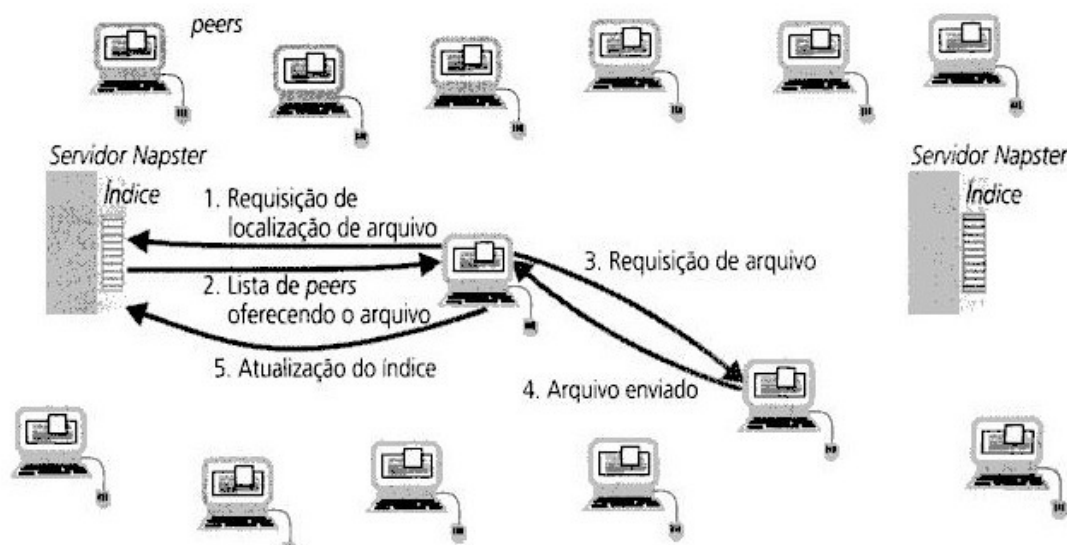 peers
Servidor Napster
Índice
Servidor Napster
Índice
1. Requisição de
localização de arquivo
2. Lista de peers
oferecendo o arquivo
3. Requisição de arquivo
4. Arquivo enviado
5. Atualização do índice